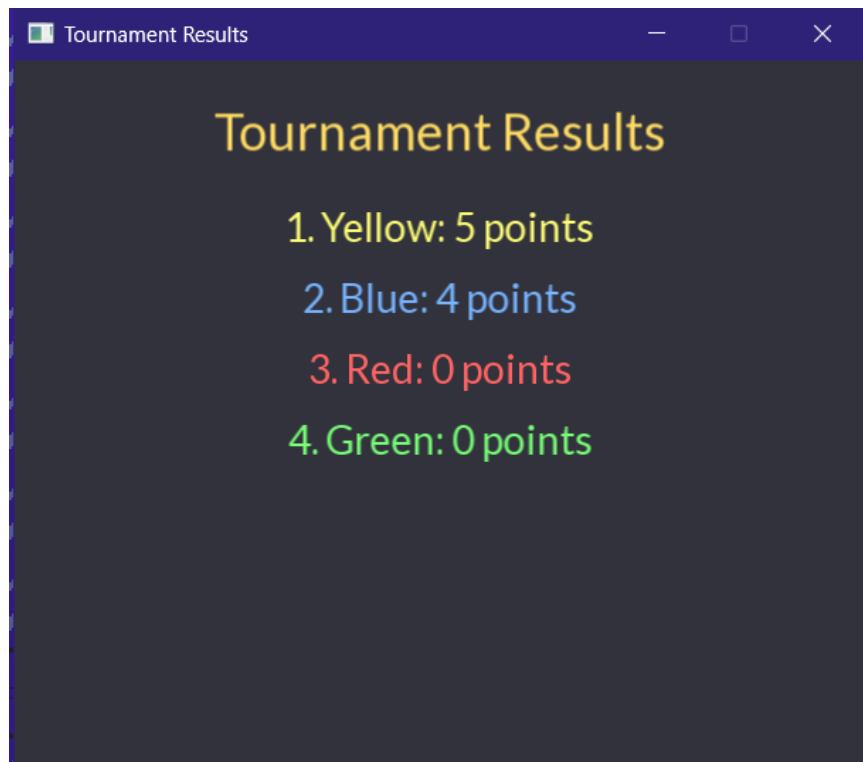 Tournament Results
Tournament Results
1. Yellow: 5 points
2. Blue: 4 points
3. Red: 0 points
4. Green: 0 points